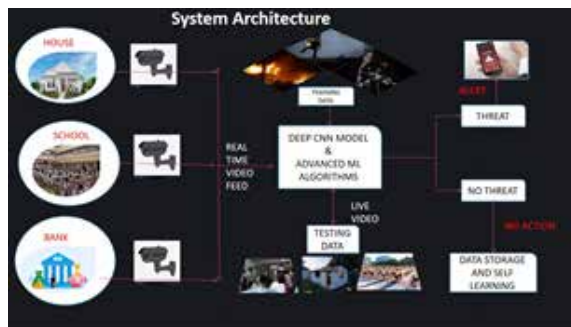 System Architecture
HOUSE
SCHOOL
BANK
REAL
TIME
VIDEO
FEED
TRAINING
DATA
DEEP CNN MODEL
&
ADVANCED ML
ALGORITHMS
LIVE
VIDEO
TESTING
DATA
ALERT
THREAT
NO THREAT
NO ACTION
DATA STORAGE
AND SELF
LEARNING